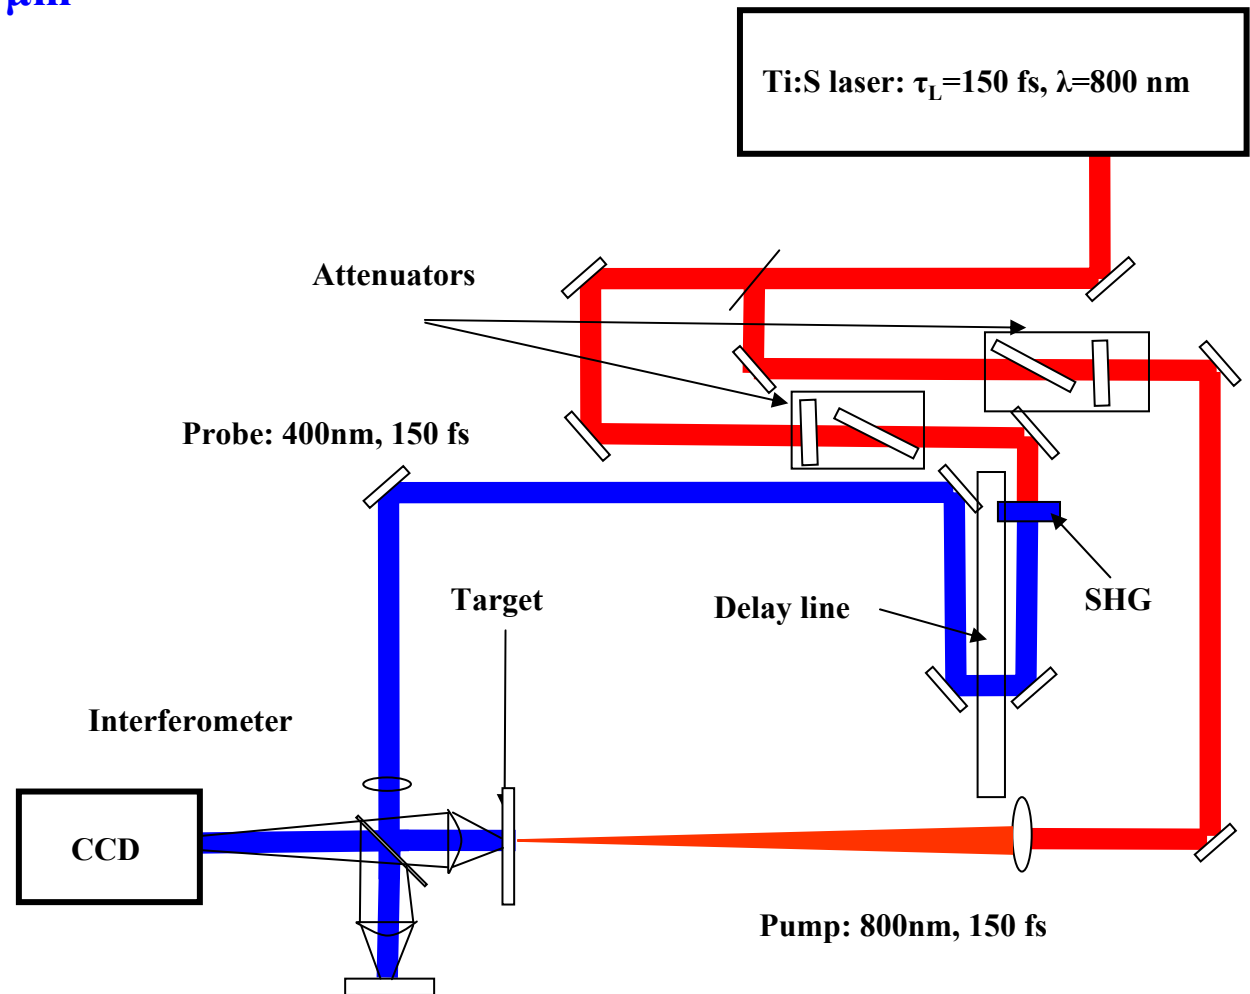 μm
Ti:S laser: τL=150 fs, λ=800 nm
Attenuators
Probe: 400nm, 150 fs
Target
Delay line
SHG
Interferometer
CCD
Pump: 800nm, 150 fs